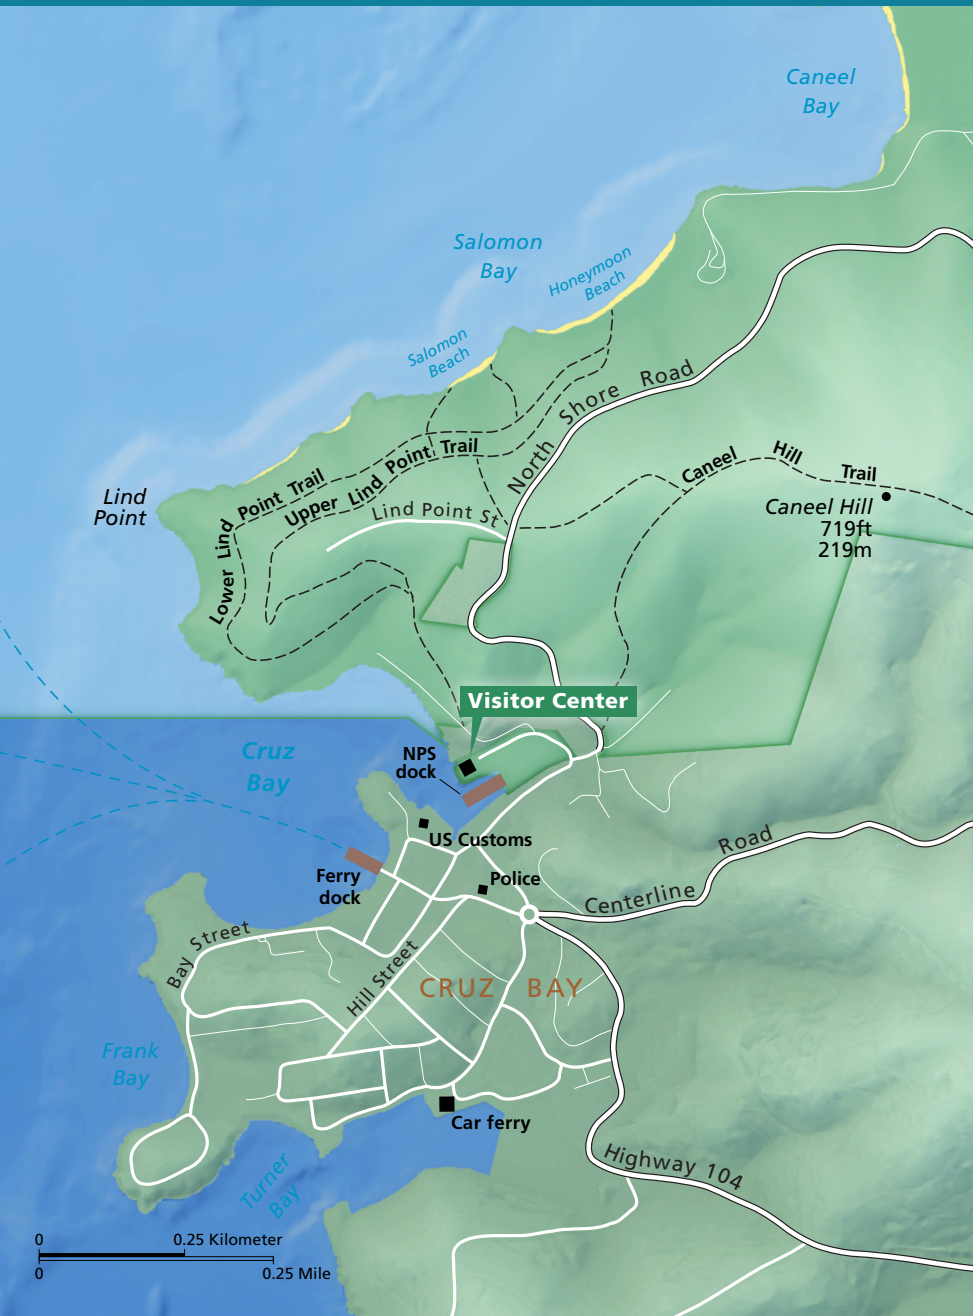 Caneel
Bay
Salomon
Bay
Honeymoon
Beach
Salomon
Beach
North Shore Road
Caneel Hill Trail
Caneel Hill
719ft
219m
Lind
Point
Lower Lind Point Trail
Upper Lind Point Trail
Lind Point St
Visitor Center
Cruz
Bay
NPS
dock
US Customs
Ferry
dock
Police
Centerline Road
Bay Street
Hill Street
CRUZ BAY
Frank
Bay
Car ferry
Turner
Bay
Highway 104
0 0.25 Kilometer
0 0.25 Mile